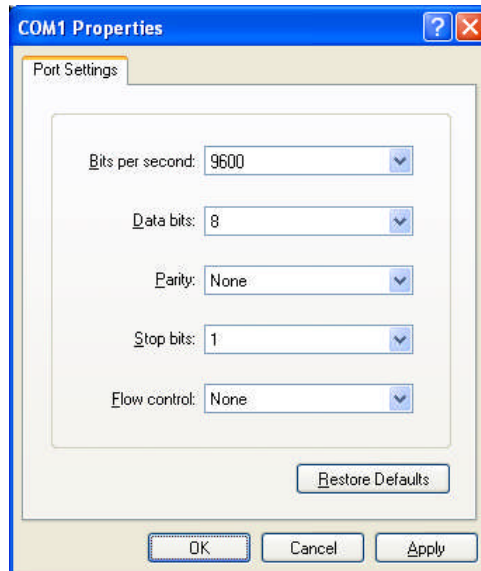 COM1 Properties
Port Settings
Bits per second: 9600
Data bits: 8
Parity: None
Stop bits: 1
Flow control: None
Restore Defaults
OK Cancel Apply